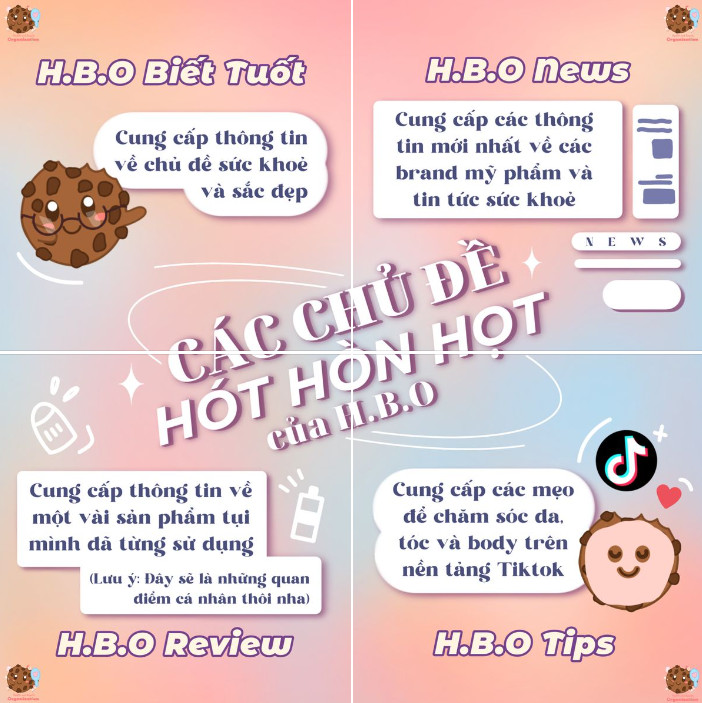 H.B.O Biết Tuốt
Cung cấp thông tin
về chủ đề sức khoẻ
và sắc đẹp
H.B.O News
Cung cấp các thông
tin mới nhất về các
brand mỹ phẩm và
tin tức sức khoẻ
N E W S
CÁC CHỦ ĐỀ
HÓT HÒN HỌT
của H.B.O
Cung cấp thông tin về
một vài sản phẩm tụi
mình đã từng sử dụng
(Lưu ý: Đây sẽ là những quan
điểm cá nhân thôi nha)
H.B.O Review
Cung cấp các mẹo
để chăm sóc da,
tóc và body trên
nền tảng Tiktok
H.B.O Tips